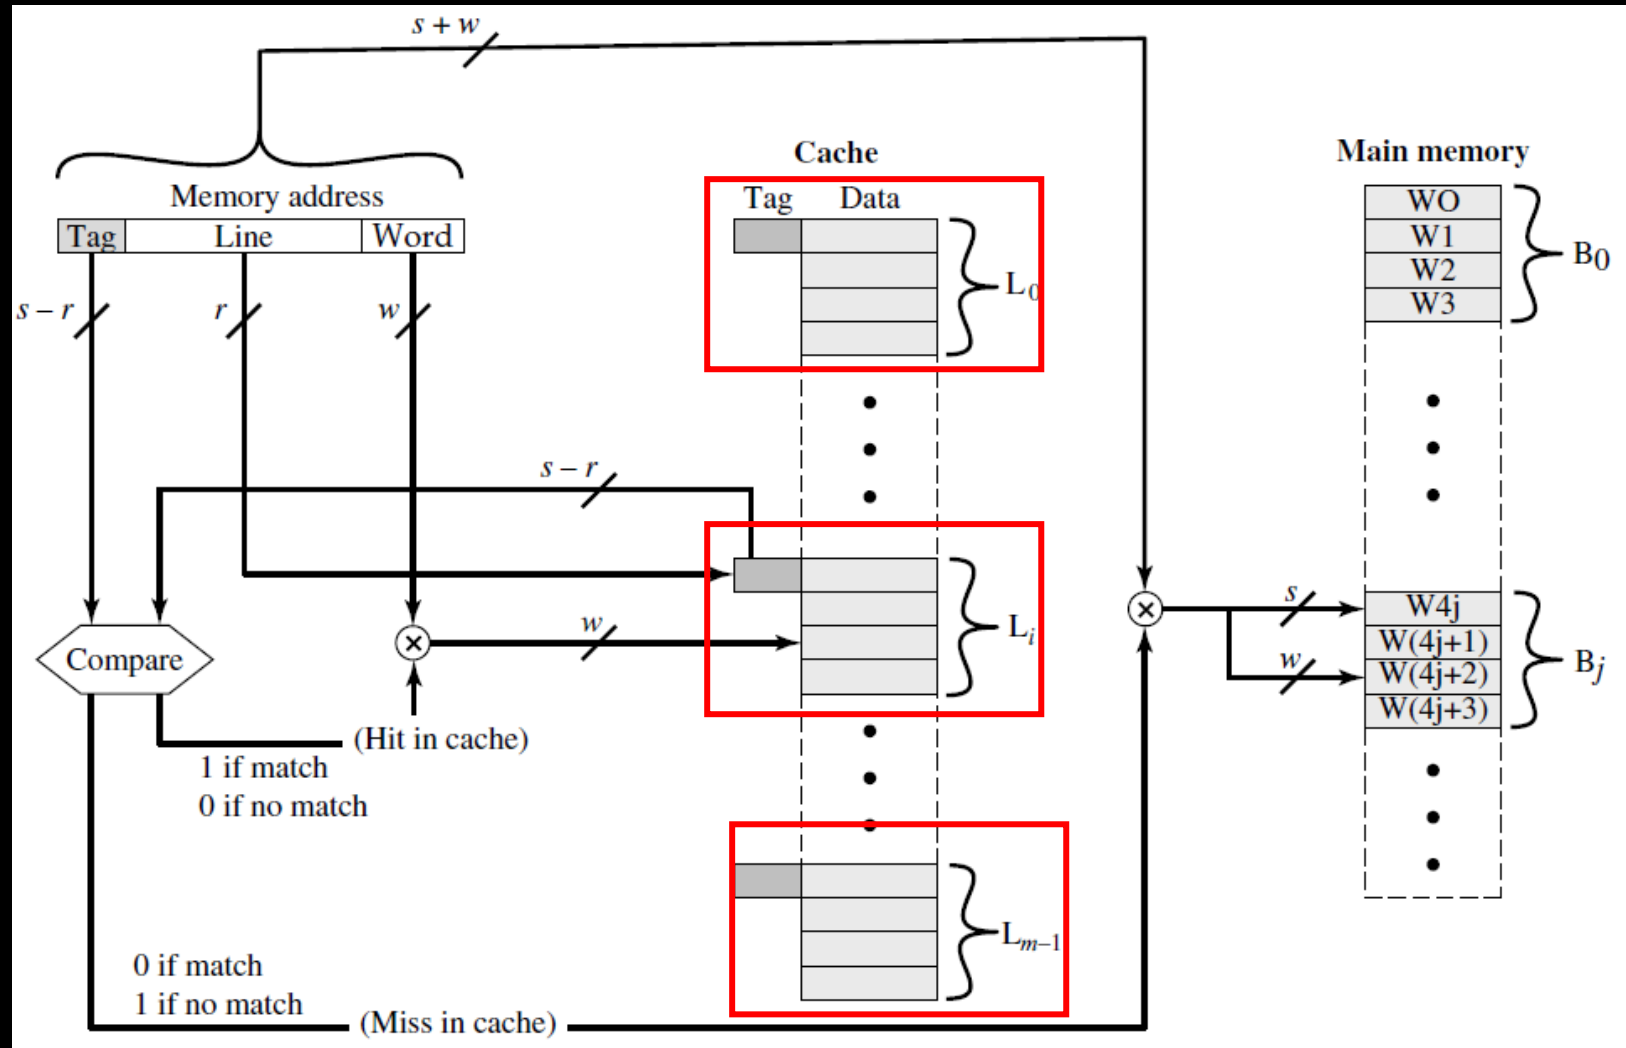 s + w
Cache
Main memory
Memory address
Tag Data
Tag Line Word
WO
W1
W2
W3
B0
L0
s – r
r
w
s – r
Li
w
s
w
W4j
W(4j+1)
W(4j+2)
W(4j+3)
Bj
Compare
(Hit in cache)
1 if match
0 if no match
Lm–1
0 if match
1 if no match
(Miss in cache)